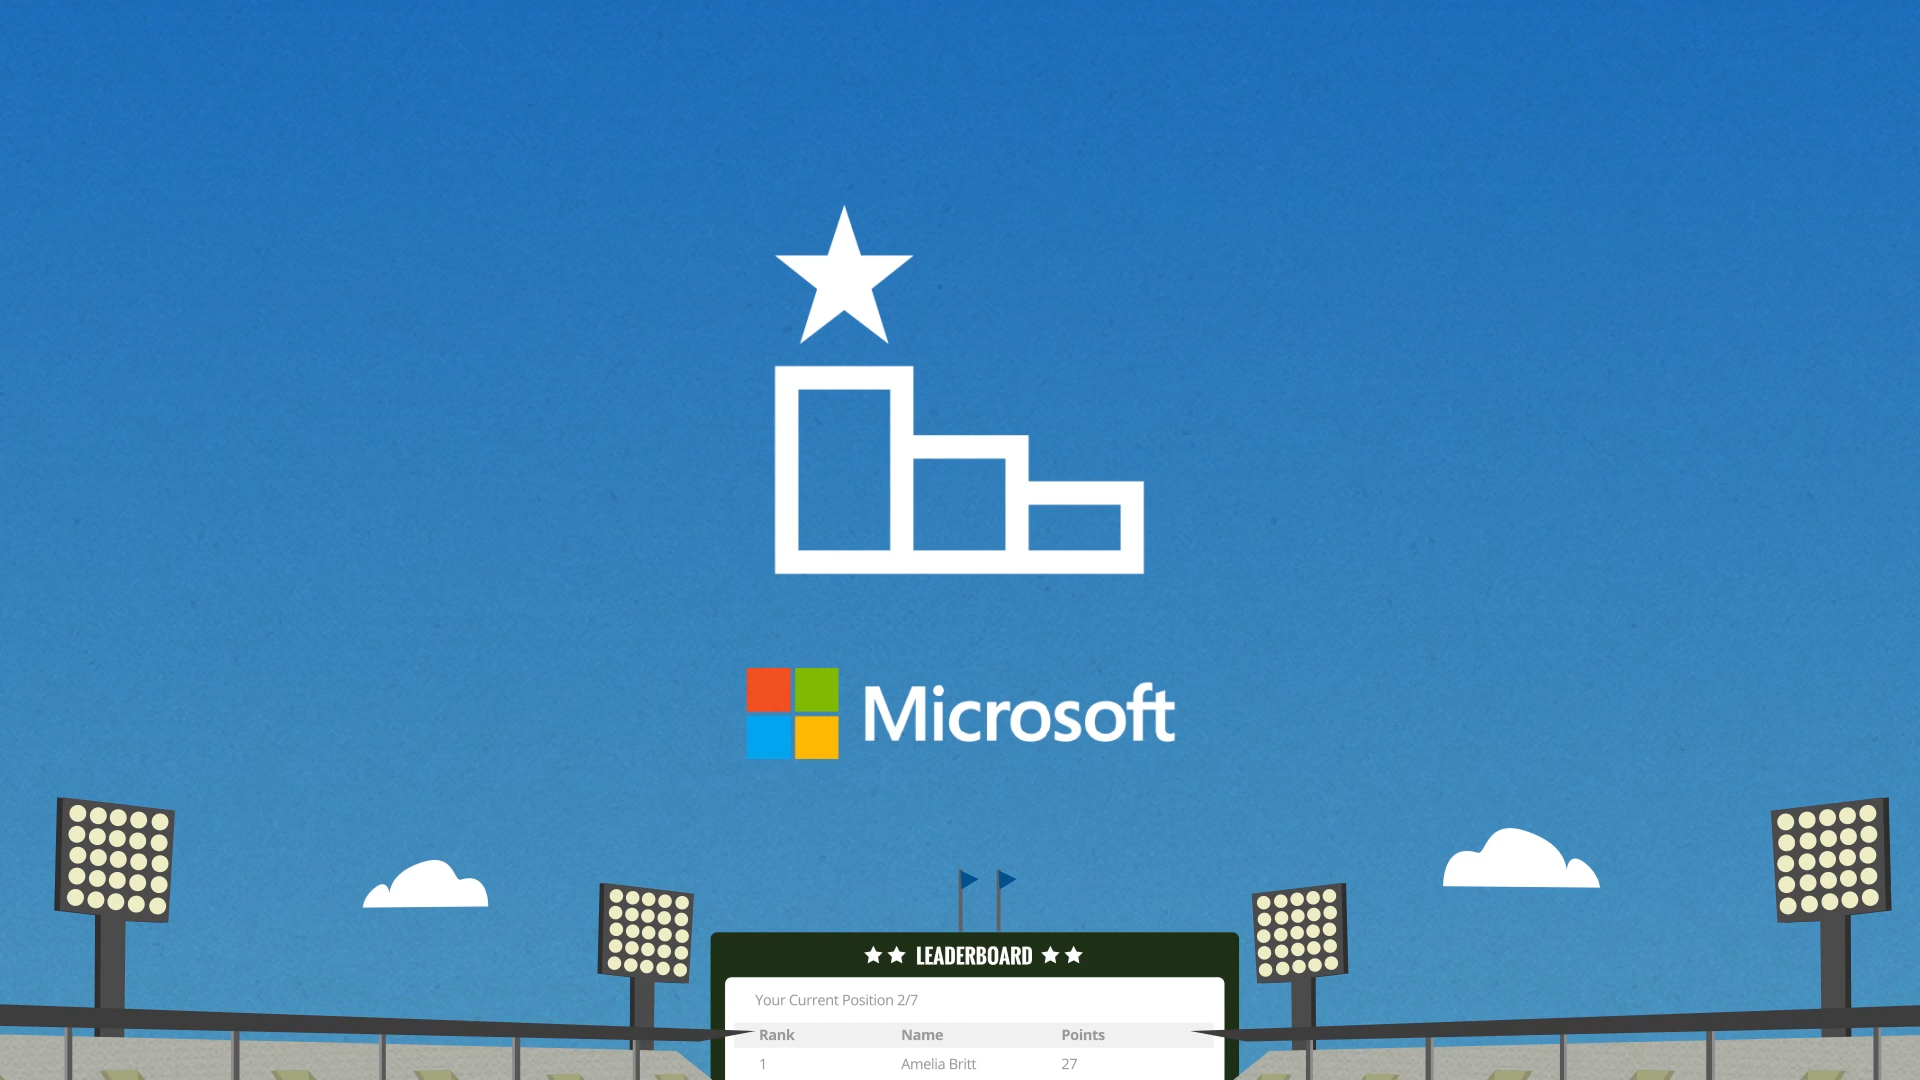 Microsoft
LEADERBOARD
Your Current Position 2/7
Rank Name Points
1 Amelia Britt 27